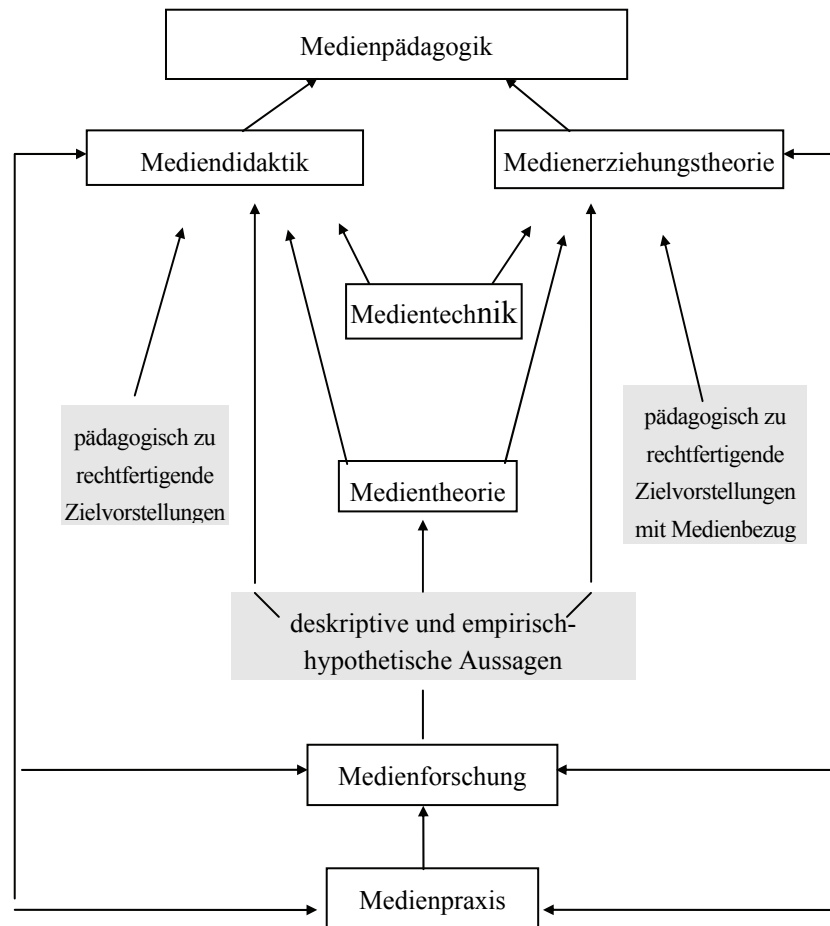 Medienpädagogik
Mediendidaktik
Medienerziehungstheorie
Medientechnik
pädagogisch zu
rechtfertigende
Zielvorstellungen
pädagogisch zu
rechtfertigende
Zielvorstellungen
mit Medienbezug
Medientheorie
deskriptive und empirisch-
hypothetische Aussagen
Medienforschung
Medienpraxis